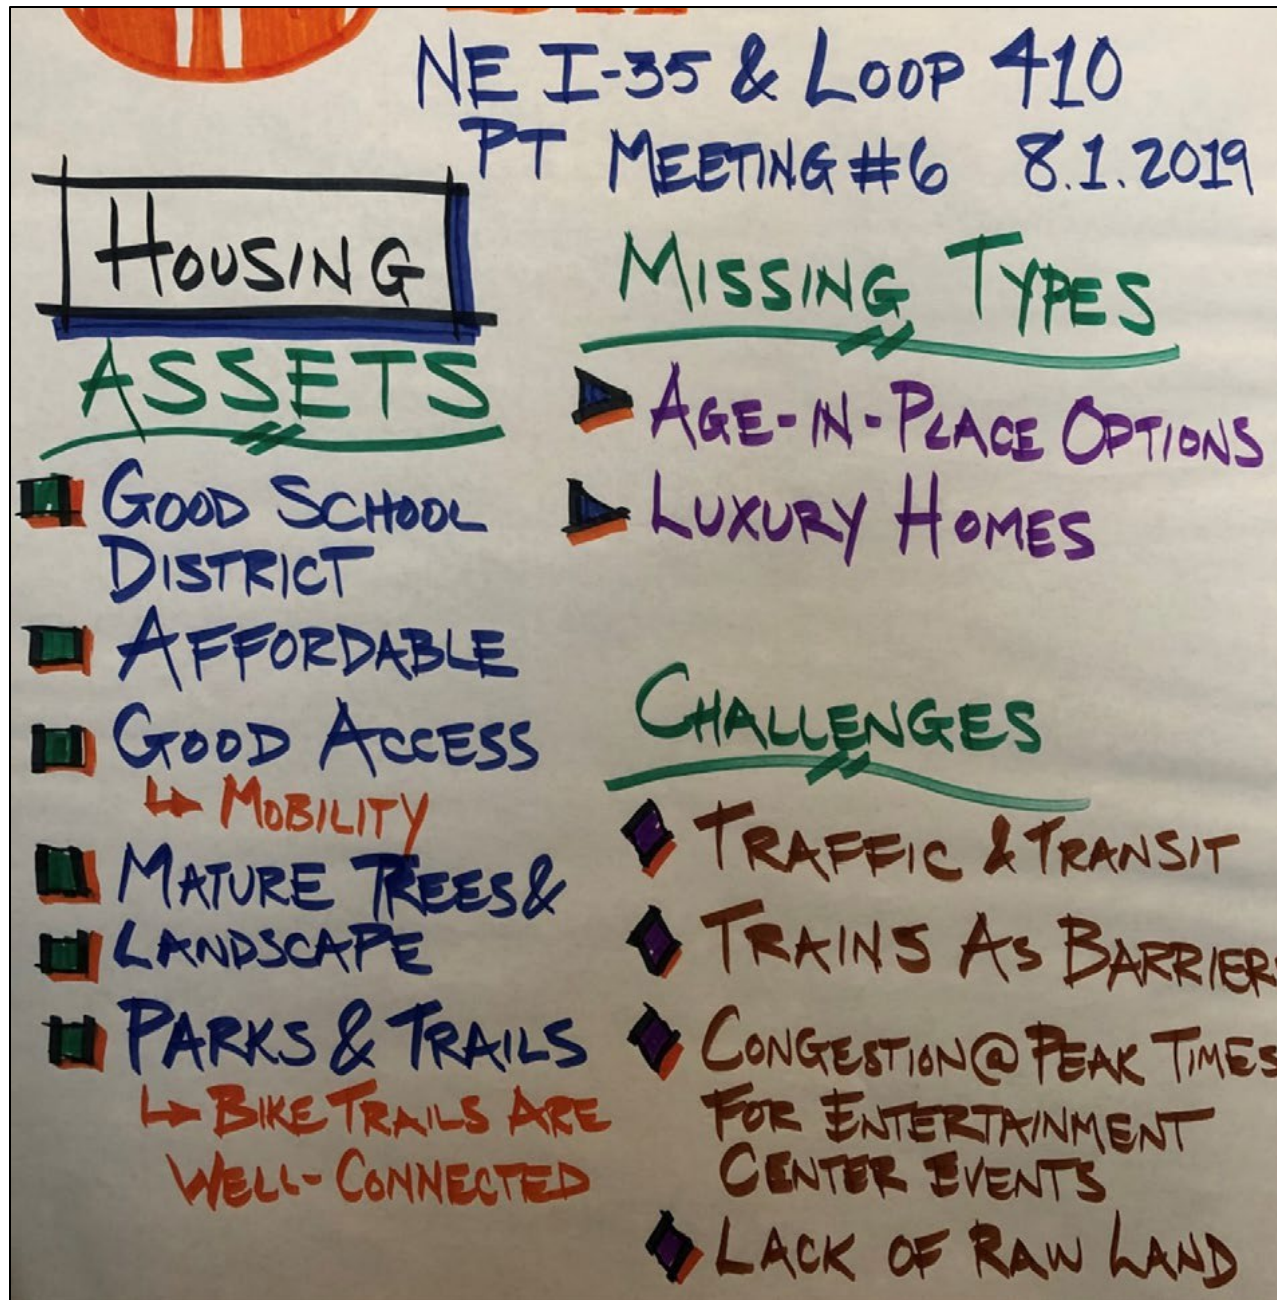 NE I-35 & LOOP 410
PT MEETING #6 8.1.2019
HOUSING
ASSETS
GOOD SCHOOL
DISTRICT
AFFORDABLE
GOOD ACCESS
↳ MOBILITY
MATURE TREES &
LANDSCAPE
PARKS & TRAILS
↳ BIKE TRAILS ARE
WELL-CONNECTED
MISSING TYPES
AGE-IN-PLACE OPTIONS
LUXURY HOMES
CHALLENGES
TRAFFIC & TRANSIT
TRAINS AS BARRIER
CONGESTION @ PEAK TIMES
FOR ENTERTAINMENT
CENTER EVENTS
LACK OF RAW LAND